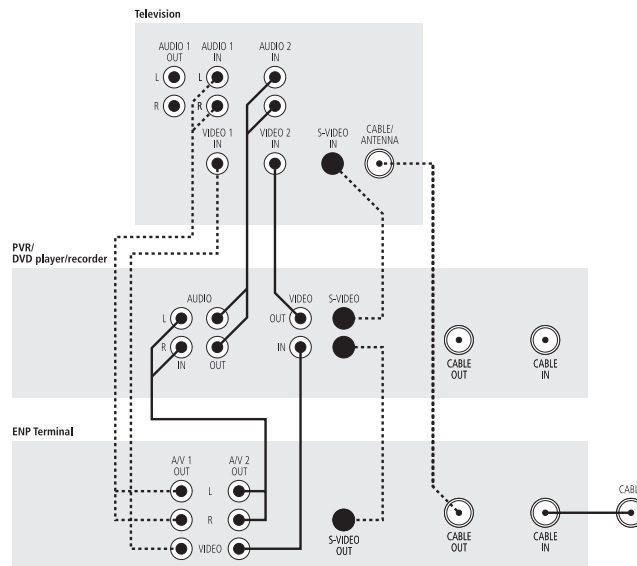 Television
AUDIO 1 OUT
AUDIO 1 IN
AUDIO 2 IN
L
L
R
R
VIDEO 1 IN
VIDEO 2 IN
S-VIDEO IN
CABLE/ ANTENNA
PVR/
DVD player/recorder
AUDIO
VIDEO
S-VIDEO
L
OUT
R
IN
IN
OUT
CABLE OUT
CABLE IN
ENP Terminal
A/V 1 OUT
A/V 2 OUT
L
R
VIDEO
S-VIDEO OUT
CABLE OUT
CABLE IN
CABL